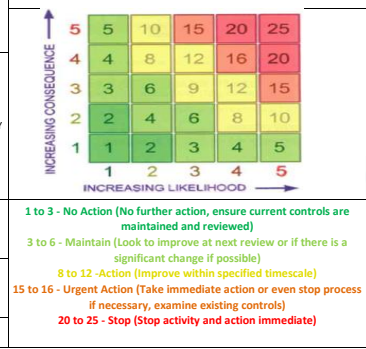 INCREASING CONSEQUENCE
5 5 10 15 20 25
4 4 8 12 16 20
3 3 6 9 12 15
2 2 4 6 8 10
1 1 2 3 4 5
1 2 3 4 5
INCREASING LIKELIHOOD
1 to 3 - No Action (No further action, ensure current controls are
maintained and reviewed)
3 to 6 - Maintain (Look to improve at next review or if there is a
significant change if possible)
8 to 12 -Action (Improve within specified timescale)
15 to 16 - Urgent Action (Take immediate action or even stop process
if necessary, examine existing controls)
20 to 25 - Stop (Stop activity and action immediate)